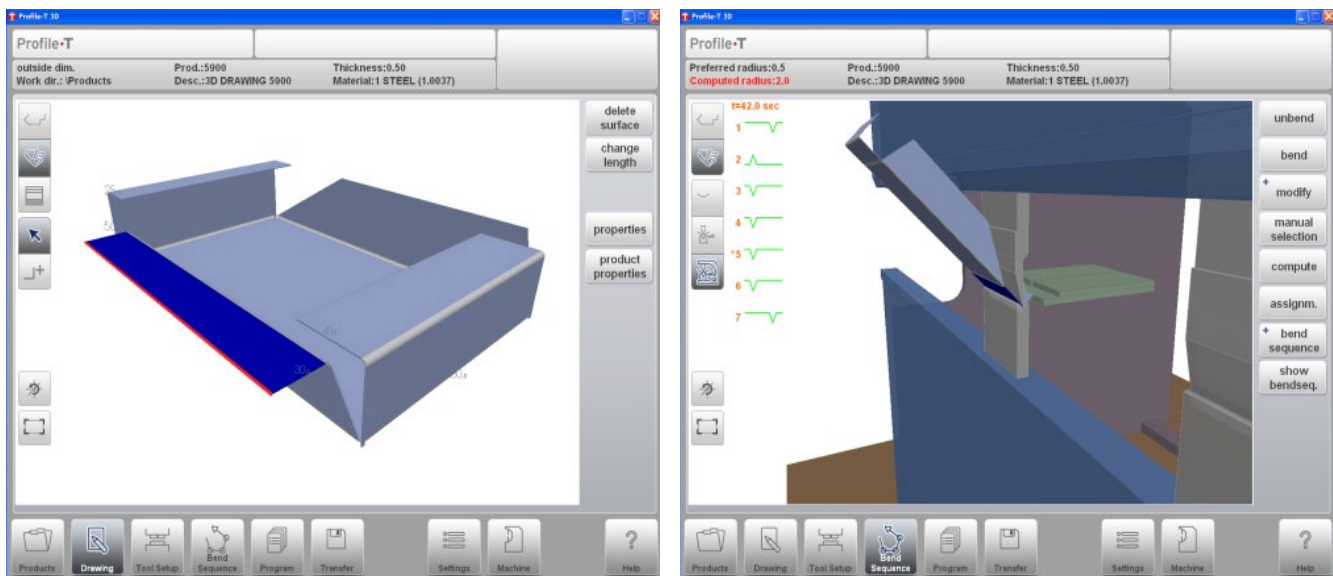 Profile-T 3D
Profile•T
outside dim.
Work dir.: \Products
Prod.:5900
Desc.:3D DRAWING 5900
Thickness:0.50
Material:1 STEEL (1.0037)
delete
surface
change
length
properties
product
properties
30
Products
Drawing
Tool Setup
Bend
Sequence
Program
Transfer
Settings
Machine
?
Help
Profile-T 3D
Profile•T
Preferred radius:0.5
Computed radius:2.0
Prod.:5900
Desc.:3D DRAWING 5900
Thickness:0.50
Material:1 STEEL (1.0037)
t=42.0 sec
1
2
3
4
*5
6
7
unbend
bend
+ modify
manual
selection
compute
assignm.
+ bend
sequence
show
bendseq.
Products
Drawing
Tool Setup
Bend
Sequence
Program
Transfer
Settings
Machine
?
Help